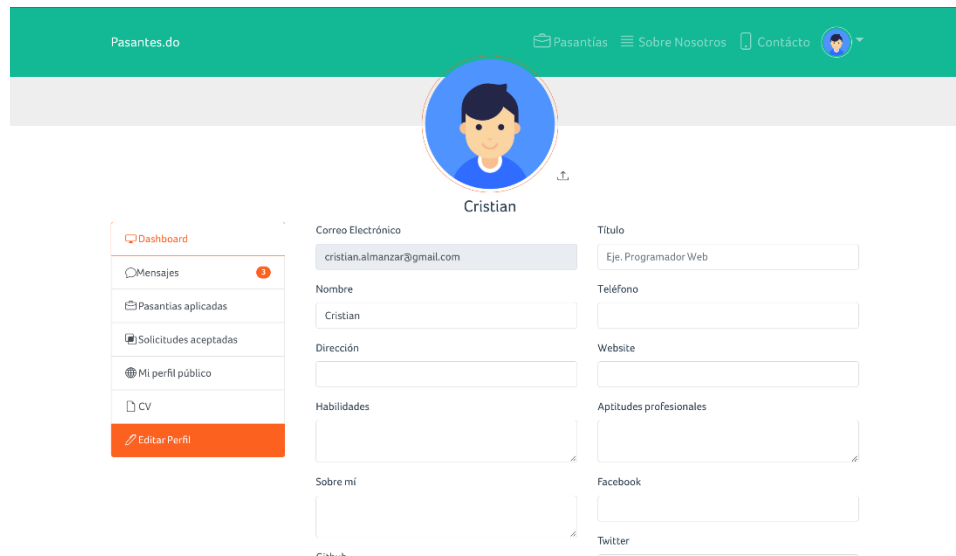 Pasantes.do
Pasantías
Sobre Nosotros
Contácto
Cristian
Dashboard
Mensajes 3
Pasantias aplicadas
Solicitudes aceptadas
Mi perfil público
CV
Editar Perfil
Correo Electrónico
cristian.almanzar@gmail.com
Nombre
Cristian
Dirección
Habilidades
Sobre mí
Github
Título
Eje. Programador Web
Teléfono
Website
Aptitudes profesionales
Facebook
Twitter